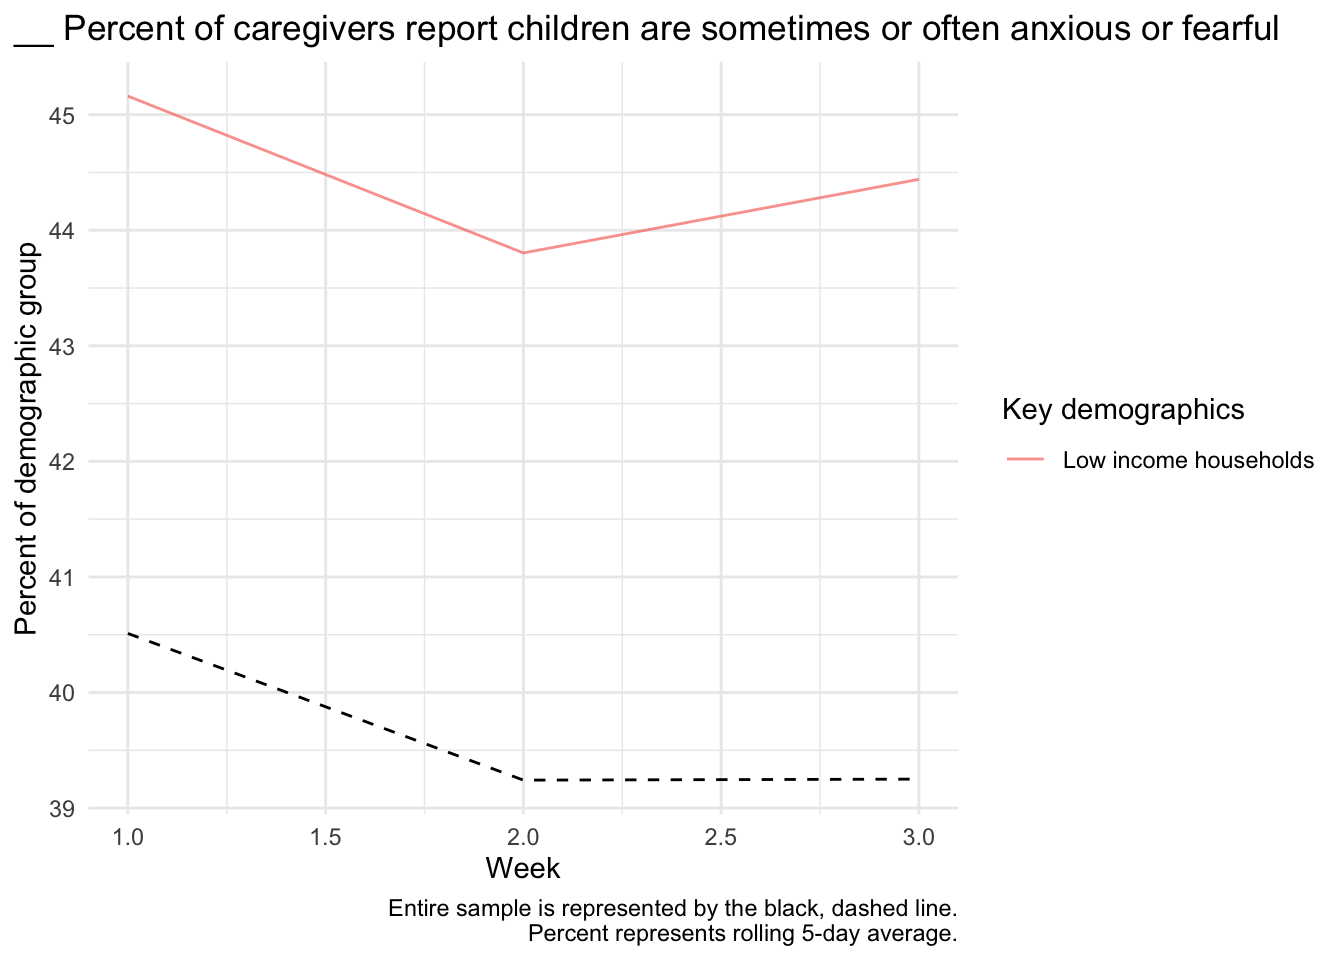 __ Percent of caregivers report children are sometimes or often anxious or fearful
Percent of demographic group
45
44
43
42
41
40
39
1.0 1.5 2.0 2.5 3.0
Week
Key demographics
Low income households
Entire sample is represented by the black, dashed line.
Percent represents rolling 5-day average.